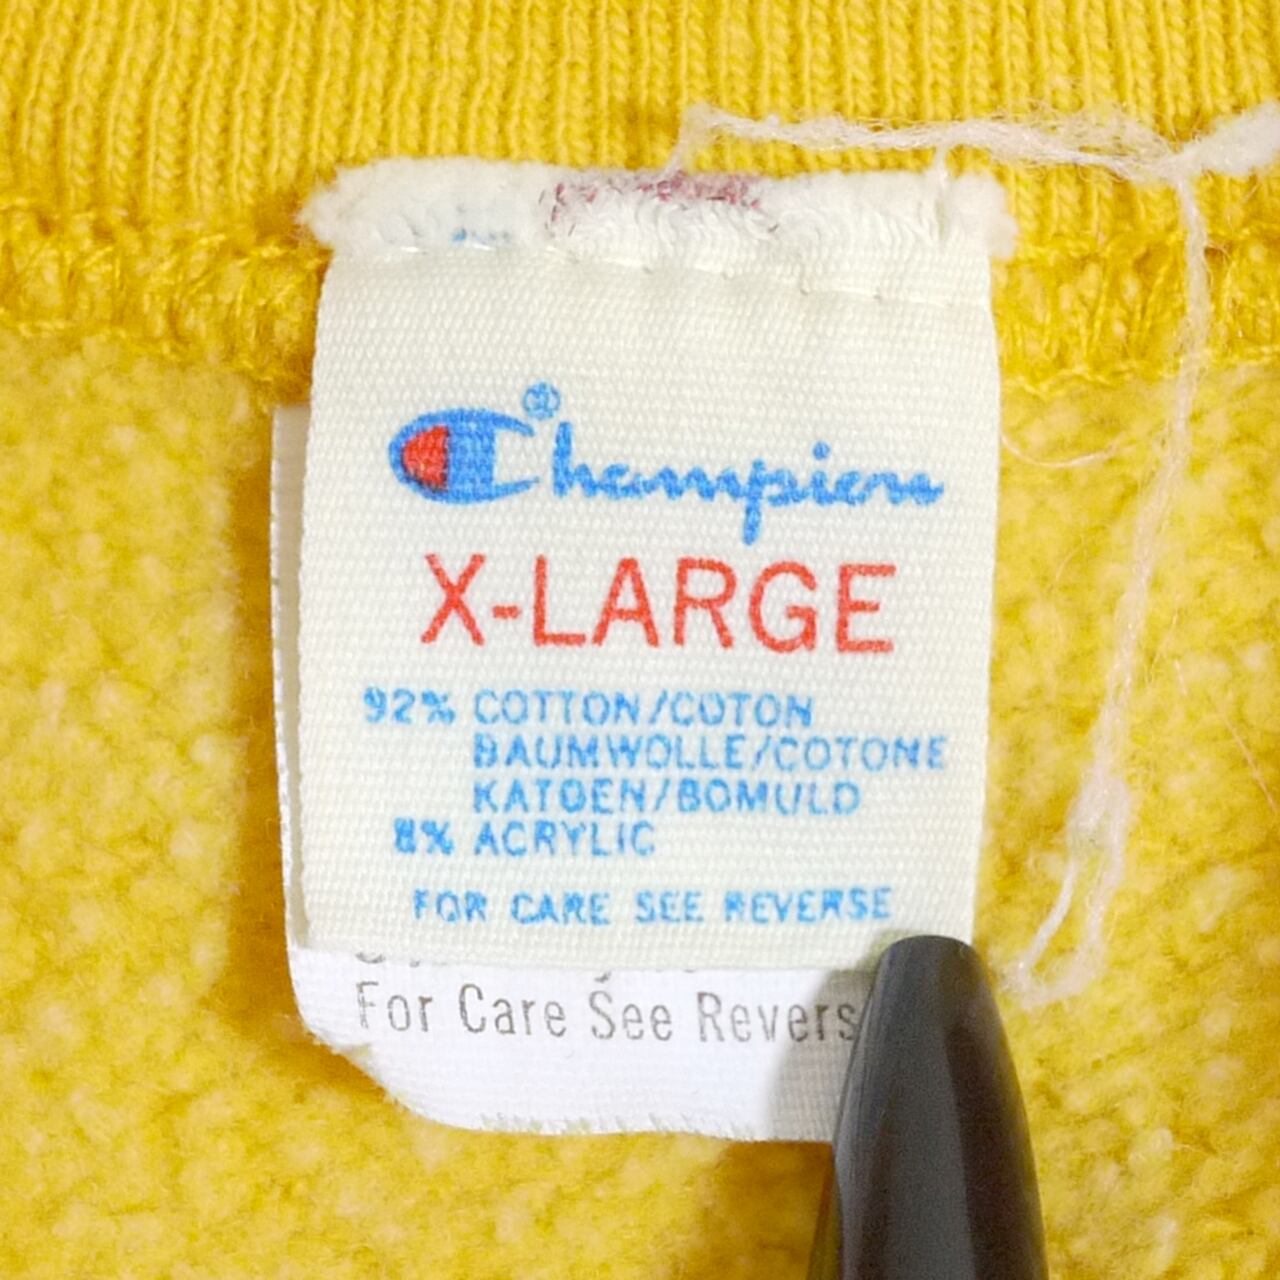 Champion®
X-LARGE
92% COTTON/COTON
BAUMWOLLE/COTONE
KATOEN/BOMULD
8% ACRYLIC
FOR CARE SEE REVERSE
For Care See Revers